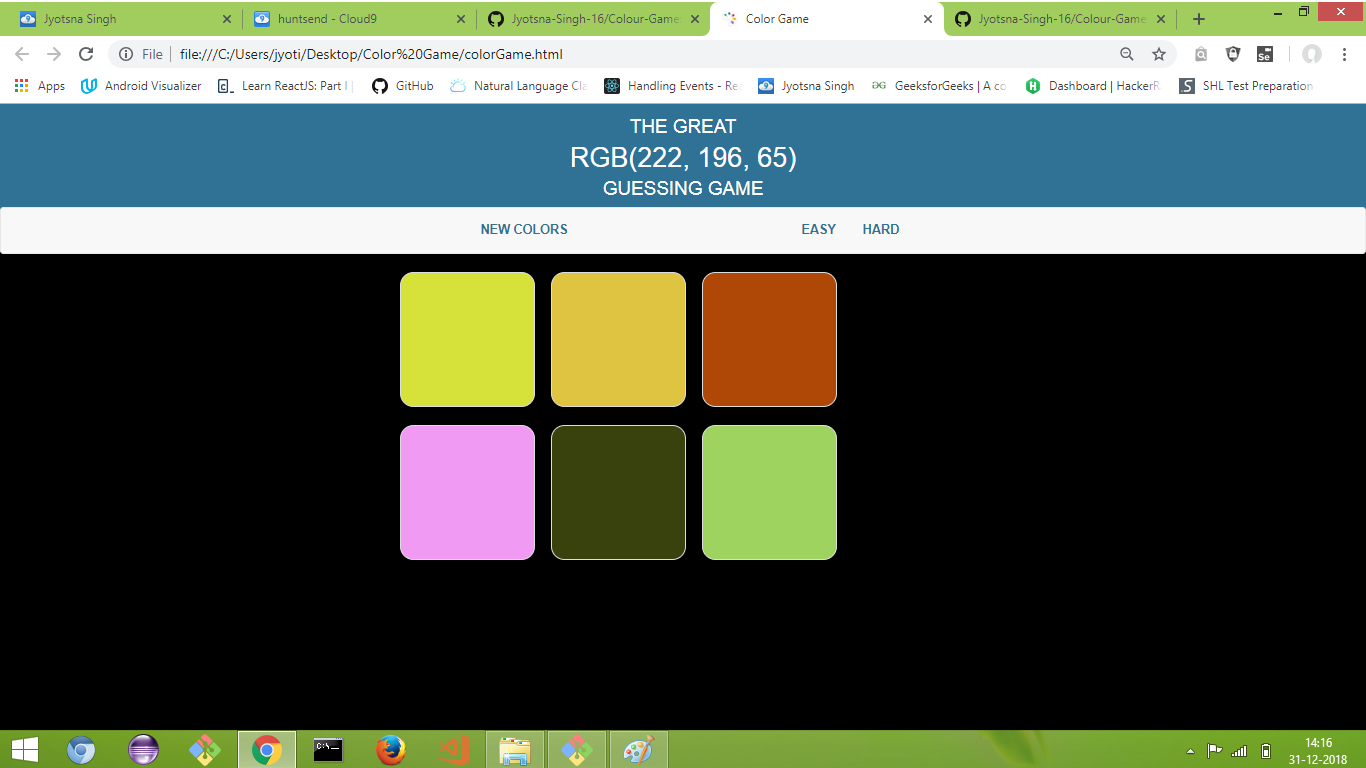 Jyotsna Singh
huntsend - Cloud9
Jyotsna-Singh-16/Colour-Game
Color Game
Jyotsna-Singh-16/Colour-Game
File
file:///C:/Users/jyoti/Desktop/Color%20Game/colorGame.html
Se
Apps
Android Visualizer
Learn ReactJS: Part I
GitHub
Natural Language Cla
Handling Events - Re
Jyotsna Singh
GeeksforGeeks | A co
Dashboard | HackerR
SHL Test Preparation
THE GREAT
RGB(222, 196, 65)
GUESSING GAME
NEW COLORS
EASY
HARD
14:16
31-12-2018